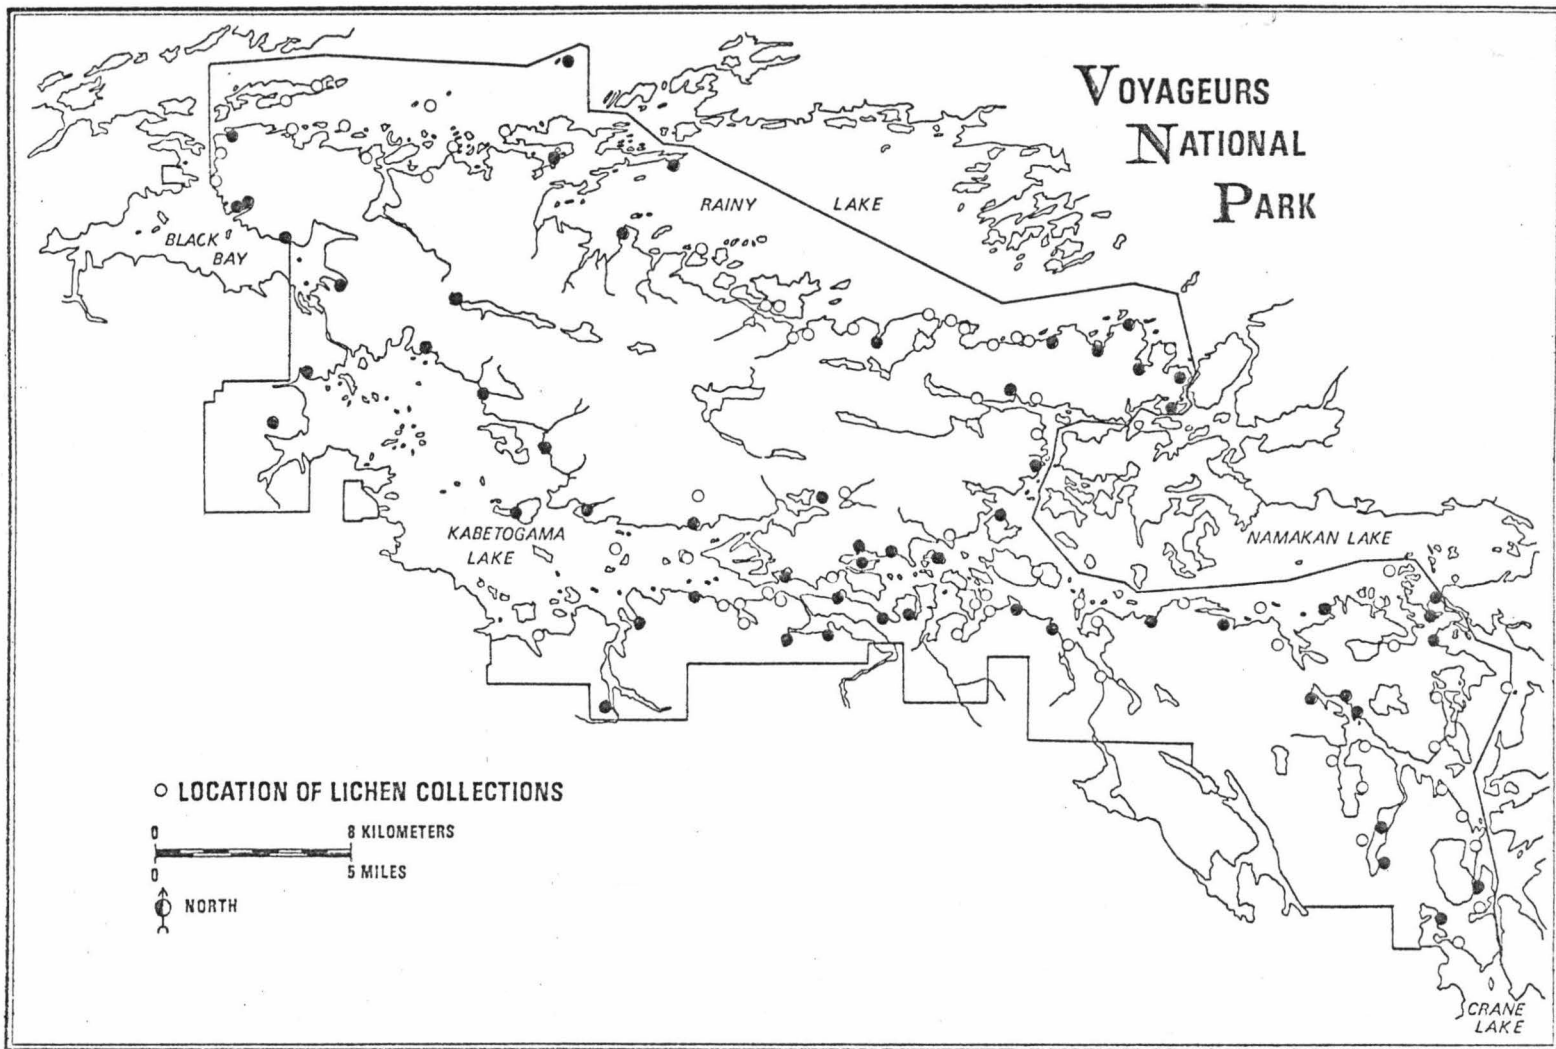 VOYAGEURS
NATIONAL
PARK
RAINY LAKE
BLACK
BAY
KABETOGAMA
LAKE
NAMAKAN LAKE
LOCATION OF LICHEN COLLECTIONS
0 8 KILOMETERS
0 5 MILES
NORTH
CRANE
LAKE